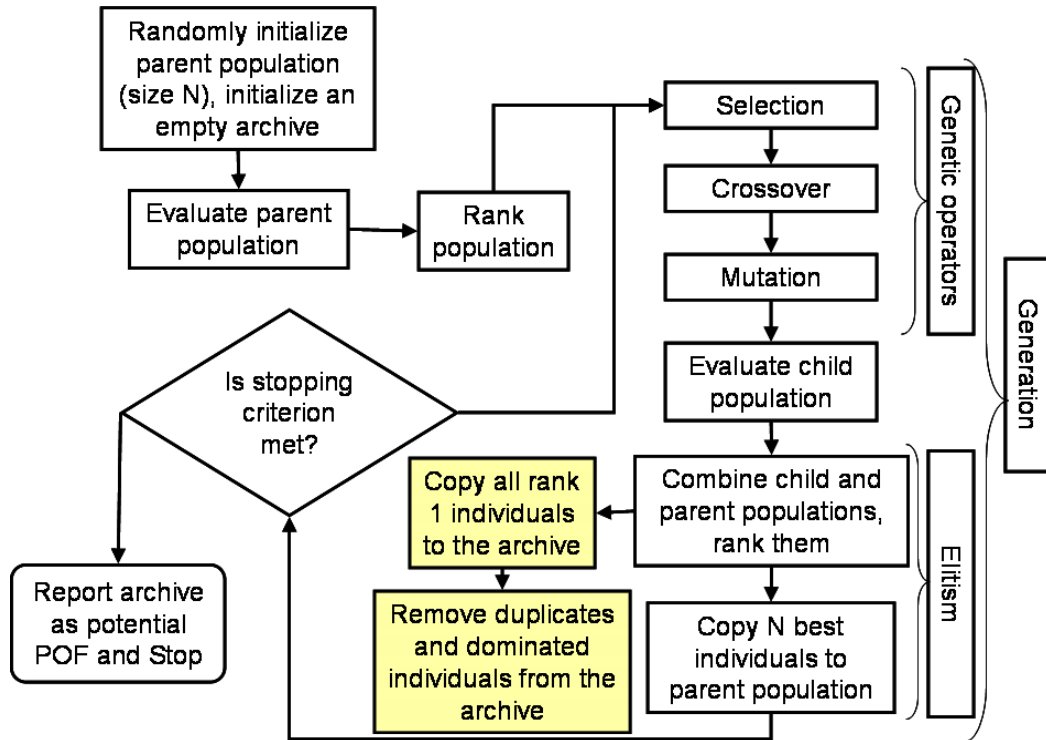 Randomly initialize
parent population
(size N), initialize an
empty archive
Evaluate parent
population
Rank
population
Selection
Crossover
Mutation
Evaluate child
population
Genetic operators
Generation
Is stopping
criterion
met?
Copy all rank
1 individuals
to the archive
Combine child and
parent populations,
rank them
Elitism
Report archive
as potential
POF and Stop
Remove duplicates
and dominated
individuals from the
archive
Copy N best
individuals to
parent population